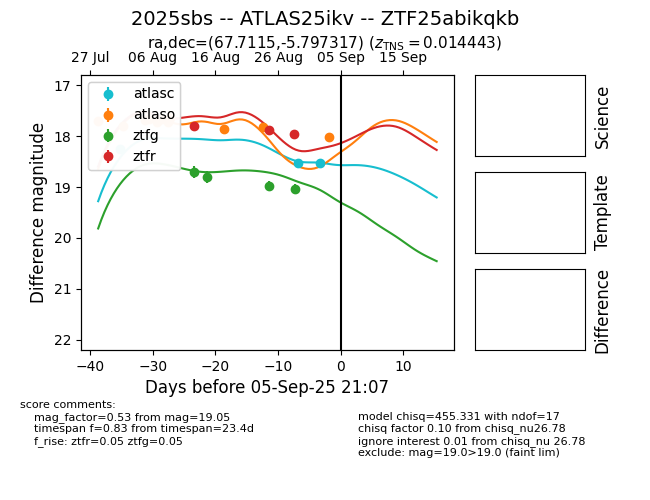 2025sbs -- ATLAS25ikv -- ZTF25abikqkb
ra,dec=(67.7115,-5.797317) (z_TNS = 0.014443)
27 Jul 06 Aug 16 Aug 26 Aug 05 Sep 15 Sep
atlasc
atlaso
ztfg
ztfr
17
18
19
20
21
22
Difference magnitude
−40 −30 −20 −10 0 10
Days before 05-Sep-25 21:07
Science
Template
Difference
score comments:
mag_factor=0.53 from mag=19.05
timespan f=0.83 from timespan=23.4d
f_rise: ztfr=0.05 ztfg=0.05
model chisq=455.331 with ndof=17
chisq factor 0.10 from chisq_nu26.78
ignore interest 0.01 from chisq_nu 26.78
exclude: mag=19.0>19.0 (faint lim)